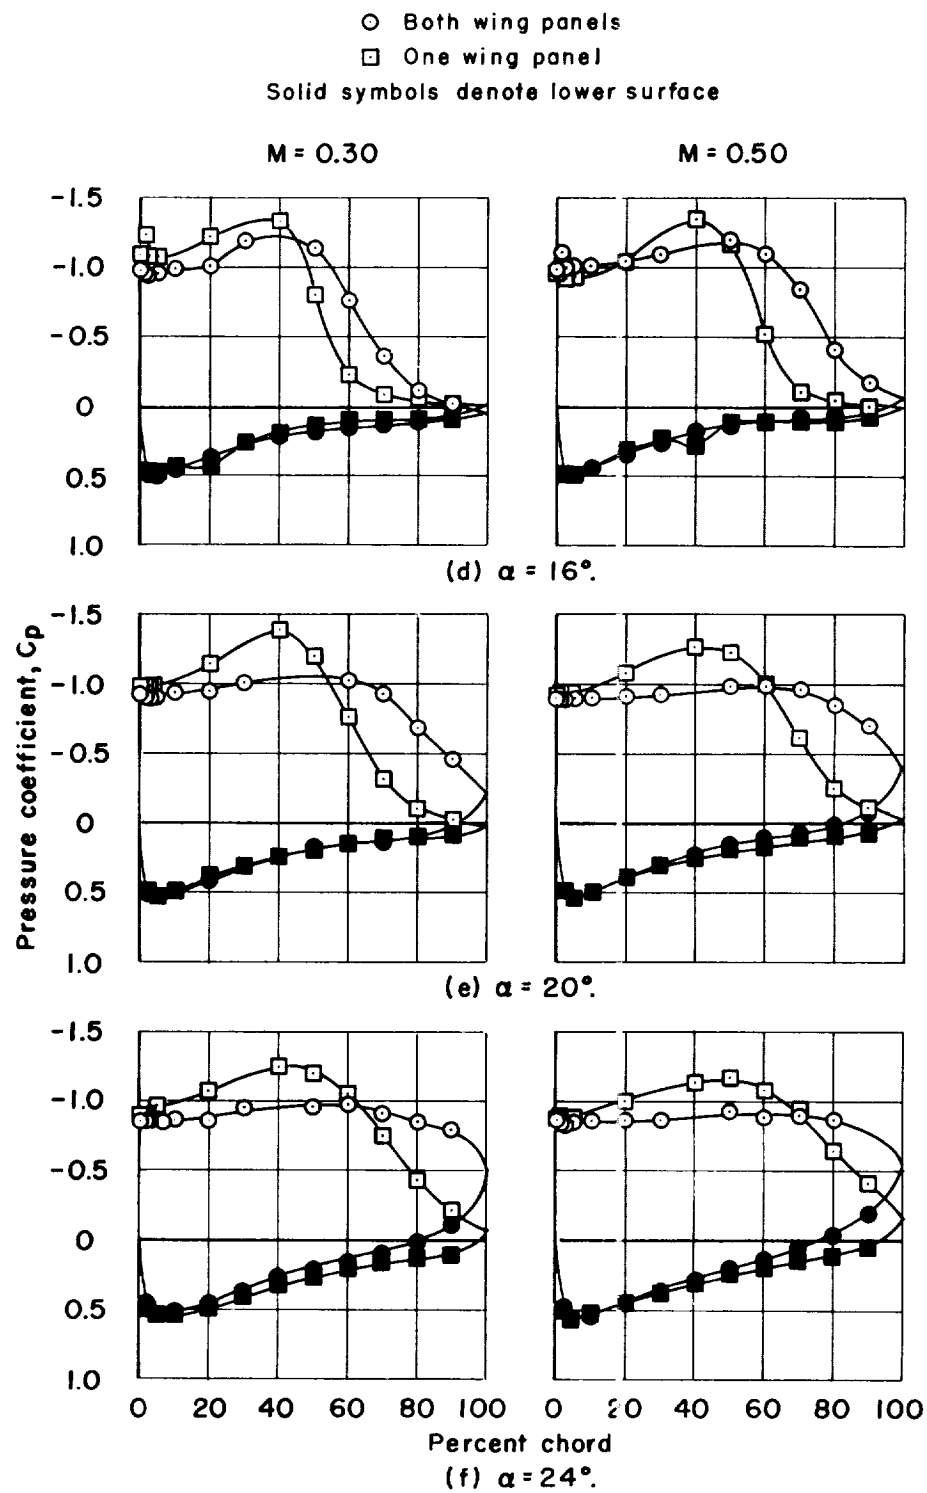 Both wing panels
One wing panel
Solid symbols denote lower surface
M = 0.30
M = 0.50
-1.5
-1.0
-0.5
0
0.5
1.0
(d) α = 16°.
Pressure coefficient, Cp
-1.5
-1.0
-0.5
0
0.5
1.0
(e) α = 20°.
-1.5
-1.0
-0.5
0
0.5
1.0
0 20 40 60 80 100
0 20 40 60 80 100
Percent chord
(f) α = 24°.